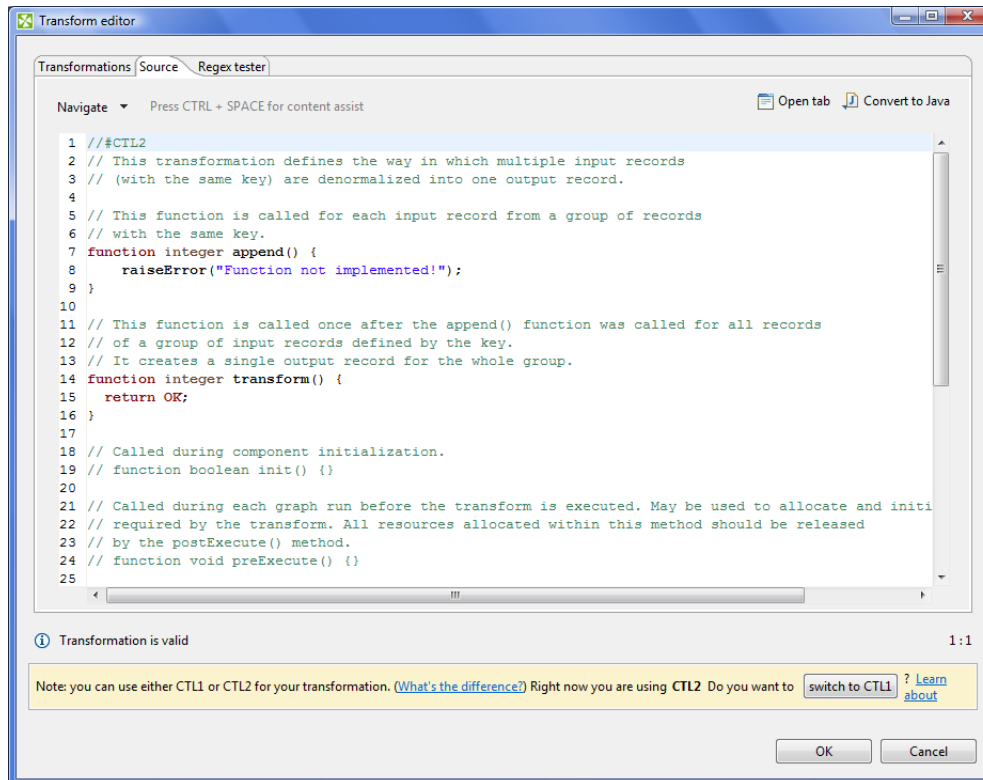 Transform editor
Transformations Source Regex tester
Navigate Press CTRL + SPACE for content assist Open tab Convert to Java
1 //#CTL2
2 // This transformation defines the way in which multiple input records
3 // (with the same key) are denormalized into one output record.
4
5 // This function is called for each input record from a group of records
6 // with the same key.
7 function integer append() {
8     raiseError("Function not implemented!");
9 }
10
11 // This function is called once after the append() function was called for all records
12 // of a group of input records defined by the key.
13 // It creates a single output record for the whole group.
14 function integer transform() {
15   return OK;
16 }
17
18 // Called during component initialization.
19 // function boolean init() {}
20
21 // Called during each graph run before the transform is executed. May be used to allocate and initi
22 // required by the transform. All resources allocated within this method should be released
23 // by the postExecute() method.
24 // function void preExecute() {}
25
Transformation is valid 1:1
Note: you can use either CTL1 or CTL2 for your transformation. (What's the difference?) Right now you are using CTL2 Do you want to switch to CTL1 ? Learn
about
OK Cancel